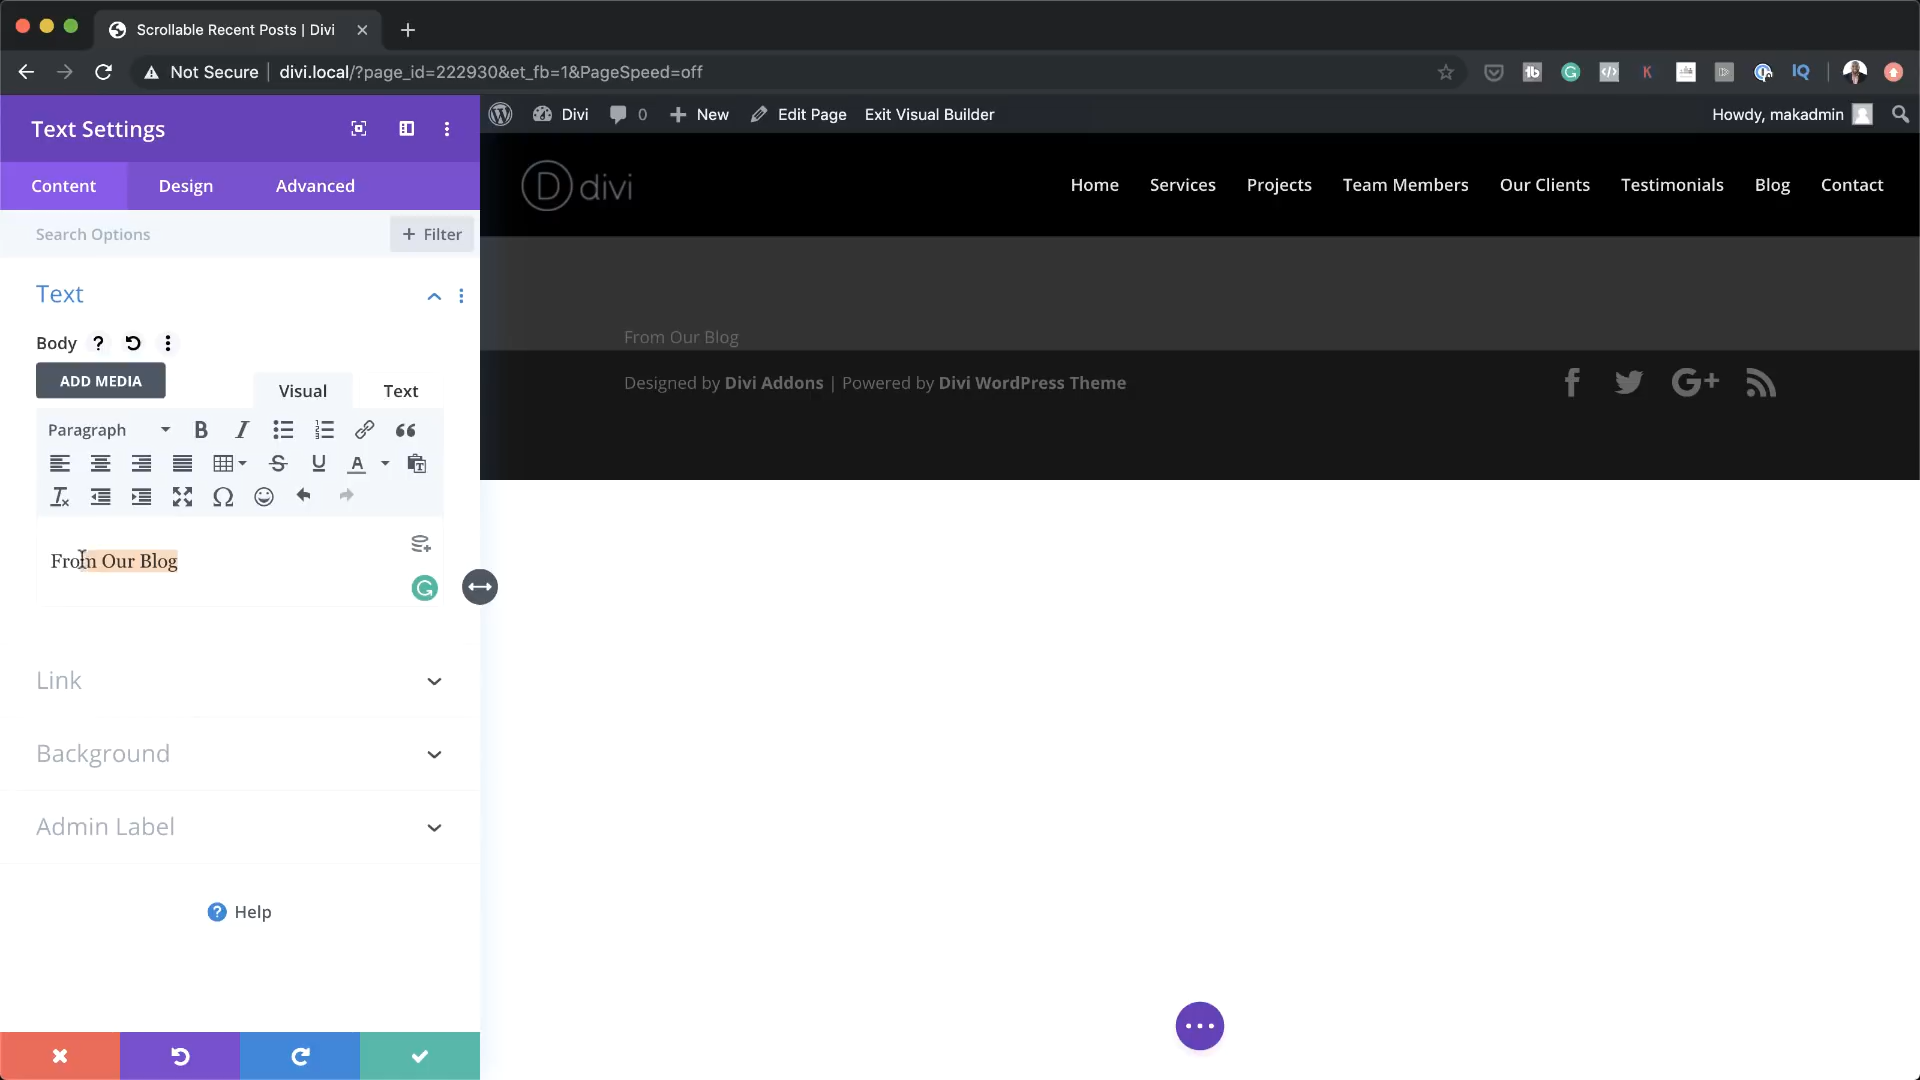 Scrollable Recent Posts | Divi
Not Secure | divi.local/?page_id=222930&et_fb=1&PageSpeed=off
Text Settings
Divi 0 New Edit Page Exit Visual Builder Howdy, makadmin
Content Design Advanced
divi
Home Services Projects Team Members Our Clients Testimonials Blog Contact
Search Options + Filter
Text
Body
From Our Blog
ADD MEDIA
Visual Text
Designed by Divi Addons | Powered by Divi WordPress Theme
Paragraph
From Our Blog
Link
Background
Admin Label
Help